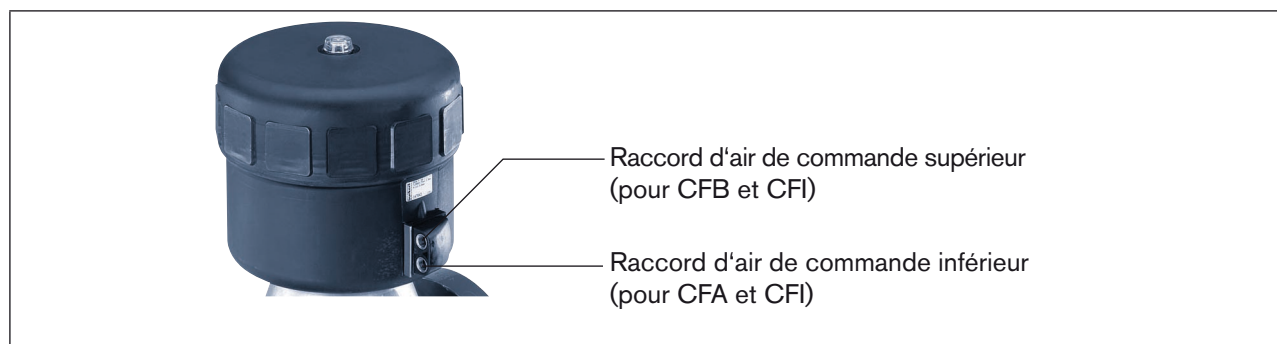 Raccord d‘air de commande supérieur
(pour CFB et CFI)
Raccord d‘air de commande inférieur
(pour CFA et CFI)